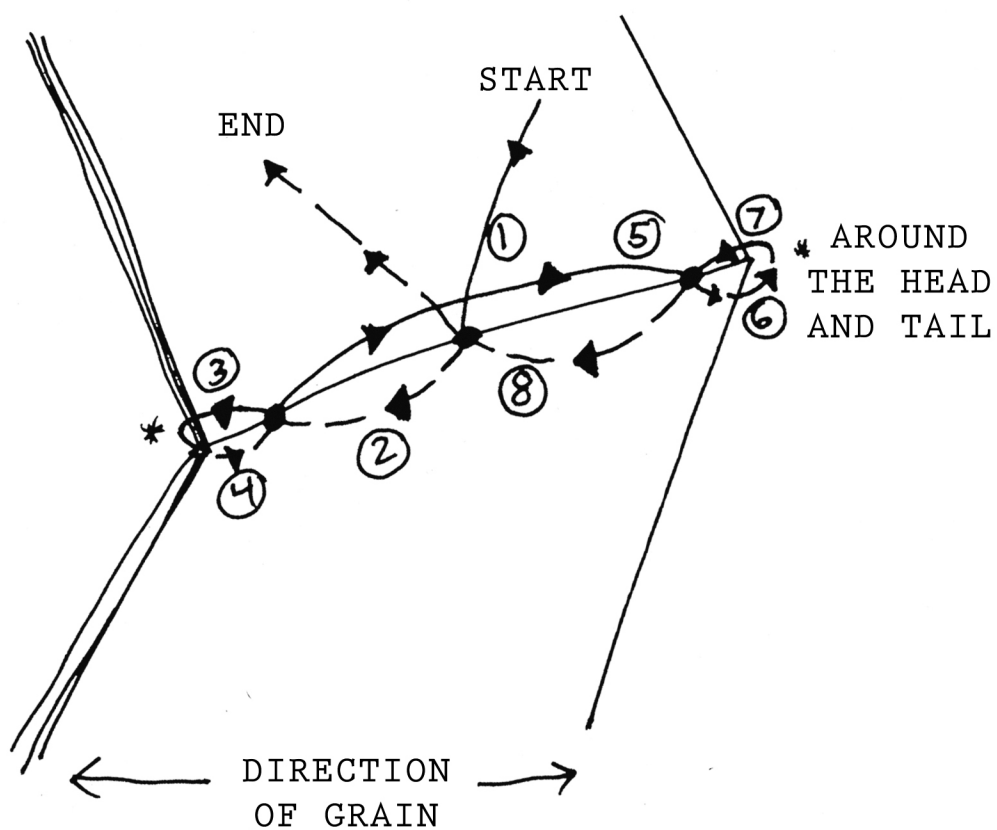 START
END
1
5
7
* AROUND
THE HEAD
AND TAIL
6
3
8
*
2
4
DIRECTION
OF GRAIN